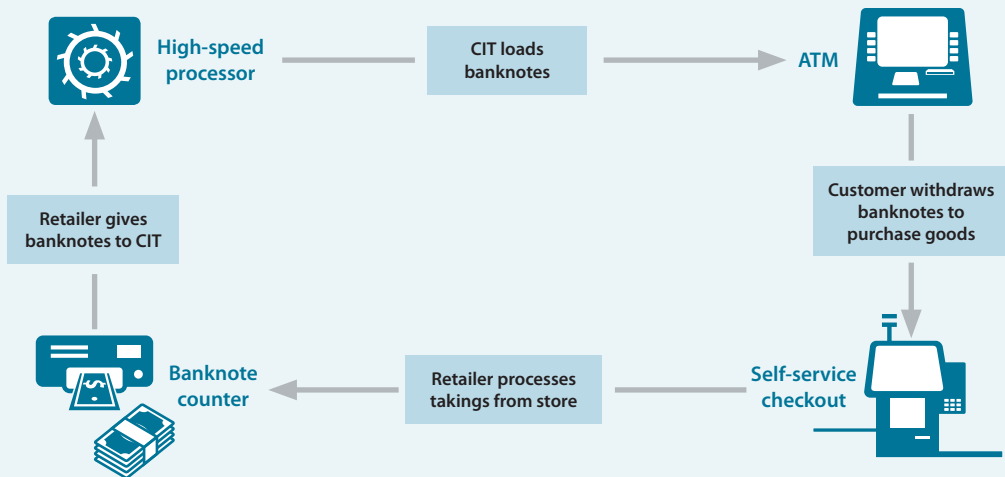 High-speed
processor
CIT loads
banknotes
ATM
Customer withdraws
banknotes to
purchase goods
Self-service
checkout
Retailer processes
takings from store
Banknote
counter
$
Retailer gives
banknotes to CIT